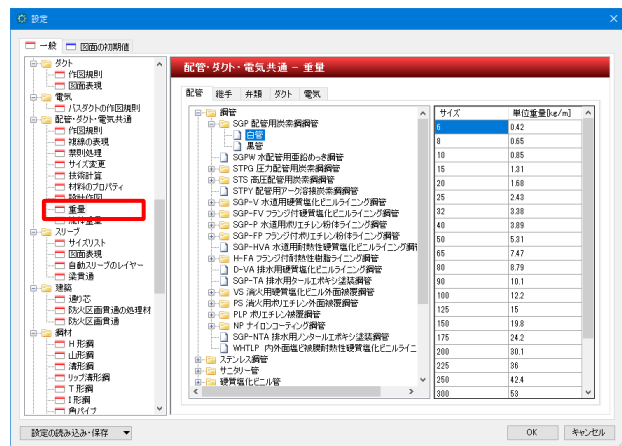 設定
一般
図面の初期値
ダクト
作図規則
図面表現
電気
バスダクトの作図規則
配管・ダクト・電気共通
作図規則
複線の表現
禁則処理
サイズ変更
技術計算
材料のプロパティ
重量
スリーブ
サイズリスト
図面表現
自動スリーブのレイヤー
梁貫通
建築
通り芯
防火区画貫通の処理材
防火区画貫通
鋼材
H 形鋼
山形鋼
溝形鋼
リップ溝形鋼
T 形鋼
I 形鋼
角パイプ
配管・ダクト・電気共通 - 重量
配管 継手 弁類 ダクト 電気
鋼管
SGP 配管用炭素鋼鋼管
白管
黒管
SGPW 水配管用亜鉛めっき鋼管
STPG 圧力配管用炭素鋼鋼管
STS 高圧配管用炭素鋼鋼管
STPY 配管用アーク溶接炭素鋼鋼管
SGP-V 水道用硬質塩化ビニルライニング鋼管
SGP-FV フランジ付硬質塩化ビニルライニング鋼管
SGP-P 水道用ポリエチレン粉体ライニング鋼管
SGP-FP フランジ付ポリエチレン粉体ライニング鋼管
SGP-HVA 水道用耐熱性硬質塩化ビニルライニング鋼
H-FA フランジ付耐熱性樹脂ライニング鋼管
D-VA 排水用硬質塩化ビニルライニング鋼管
SGP-TA 排水用タールエポキシ塗装鋼管
VS 消火用硬質塩化ビニル外面被覆鋼管
PS 消火用ポリエチレン外面被覆鋼管
PLP ポリエチレン被覆鋼管
NP ナイロンコーティング鋼管
SGP-NTA 排水用ノンタールエポキシ塗装鋼管
WHTLP 内外面塩ビ被膜耐熱性硬質塩化ビニルライニ
ステンレス鋼管
サニタリー管
硬質塩化ビニル管
サイズ 単位重量[kg/m]
6 0.42
8 0.65
10 0.85
15 1.31
20 1.68
25 2.43
32 3.38
40 3.89
50 5.31
65 7.47
80 8.79
90 10.1
100 12.2
125 15
150 19.8
175 24.2
200 30.1
225 36
250 42.4
300 53
設定の読み込み・保存
OK キャンセル